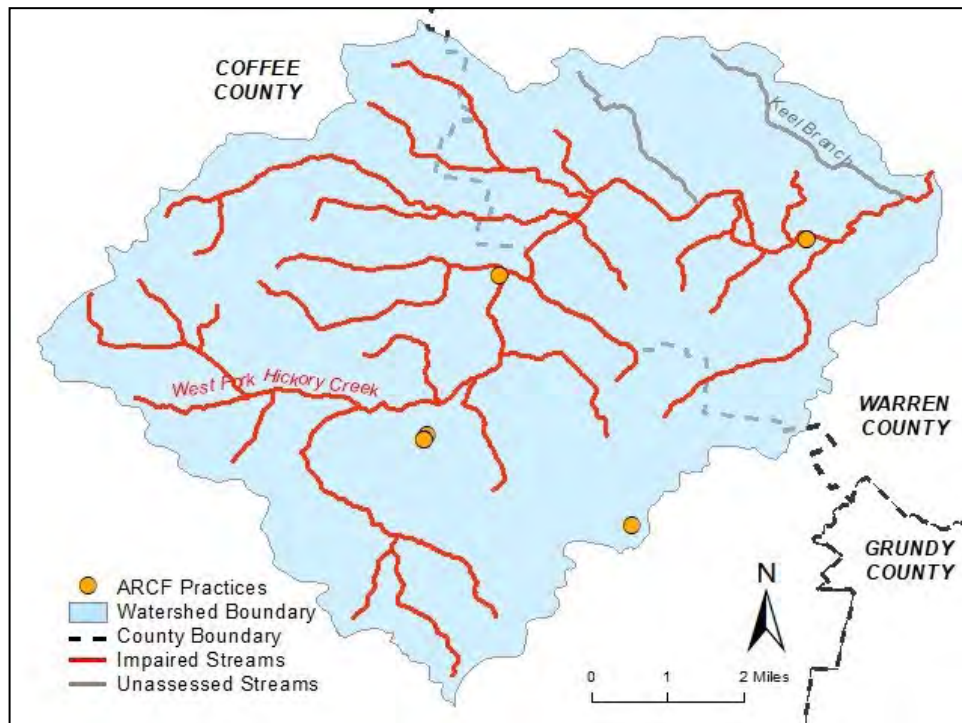 COFFEE
COUNTY
Keel Branch
West Fork Hickory Creek
WARREN
COUNTY
GRUNDY
COUNTY
ARCF Practices
Watershed Boundary
County Boundary
Impaired Streams
Unassessed Streams
N
0 1 2 Miles